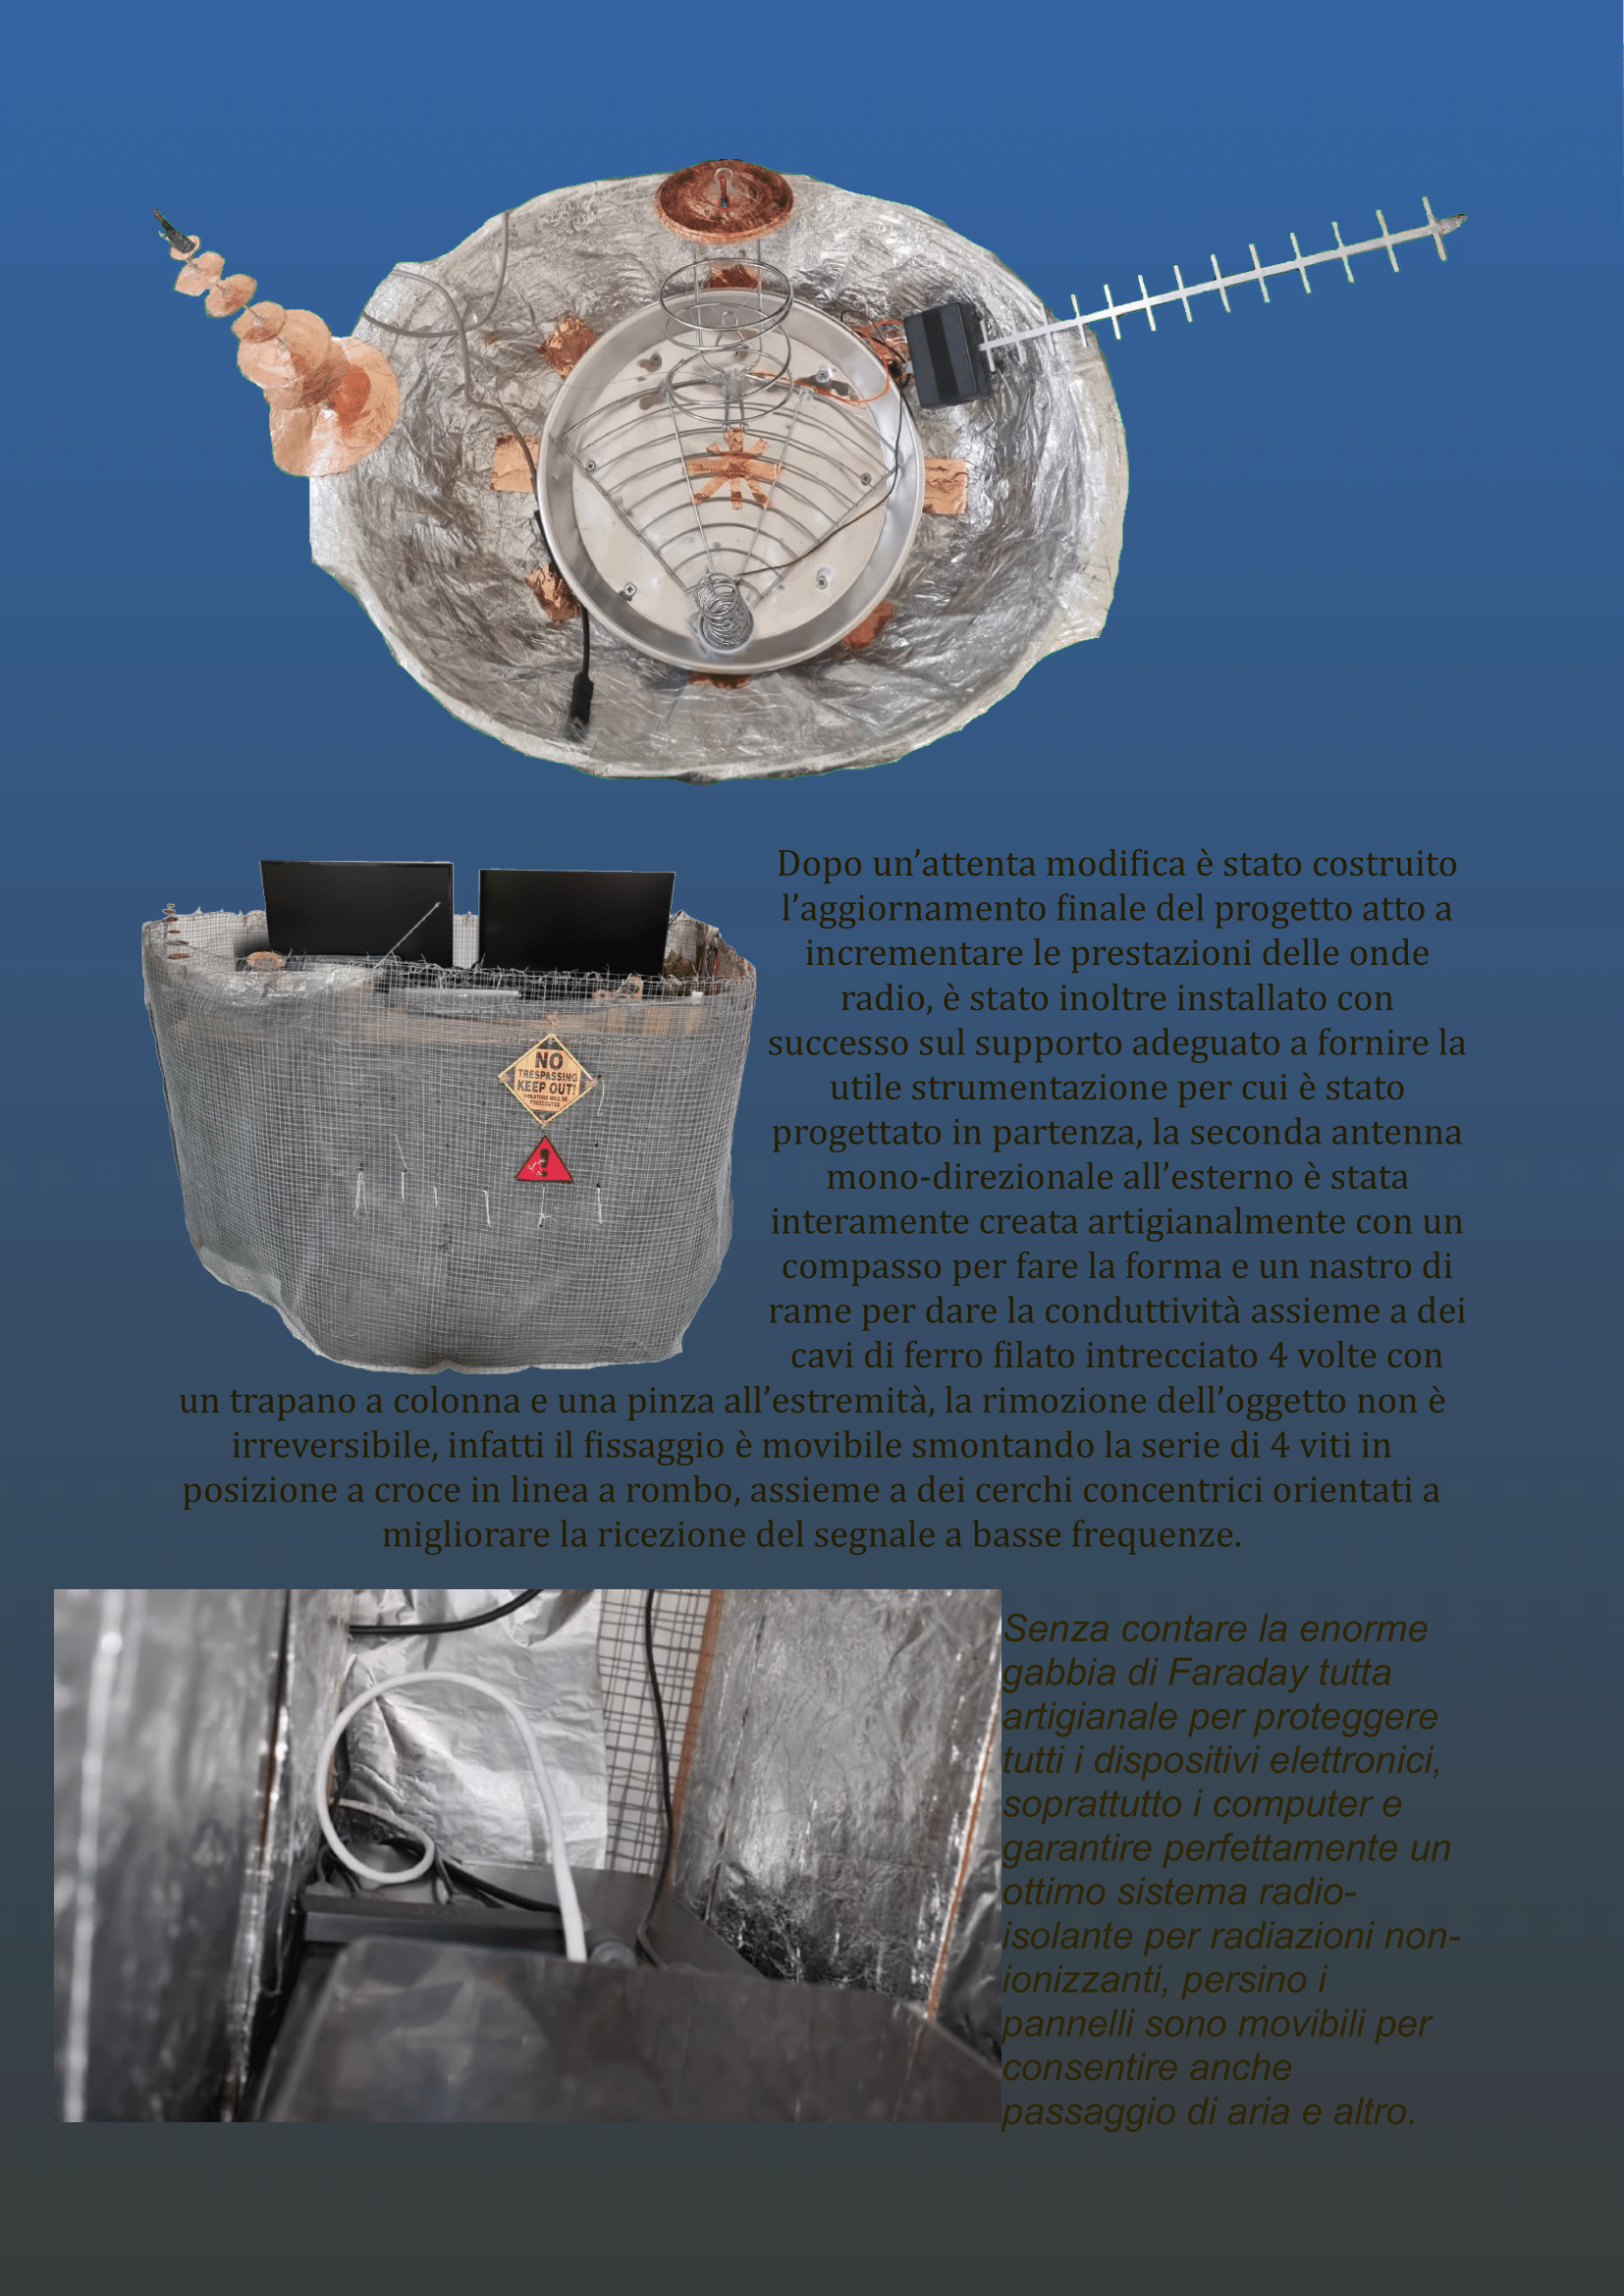 Dopo un’attenta modifica è stato costruito
l’aggiornamento finale del progetto atto a
incrementare le prestazioni delle onde
radio, è stato inoltre installato con
successo sul supporto adeguato a fornire la
utile strumentazione per cui è stato
progettato in partenza, la seconda antenna
mono-direzionale all’esterno è stata
interamente creata artigianalmente con un
compasso per fare la forma e un nastro di
rame per dare la conduttività assieme a dei
cavi di ferro filato intrecciato 4 volte con
un trapano a colonna e una pinza all’estremità, la rimozione dell’oggetto non è
irreversibile, infatti il fissaggio è movibile smontando la serie di 4 viti in
posizione a croce in linea a rombo, assieme a dei cerchi concentrici orientati a
migliorare la ricezione del segnale a basse frequenze.
NO
TRESPASSING
KEEP OUT!
VIOLATORS WILL BE
PROSECUTED
!
Senza contare la enorme
gabbia di Faraday tutta
artigianale per proteggere
tutti i dispositivi elettronici,
soprattutto i computer e
garantire perfettamente un
ottimo sistema radio-
isolante per radiazioni non-
ionizzanti, persino i
pannelli sono movibili per
consentire anche
passaggio di aria e altro.